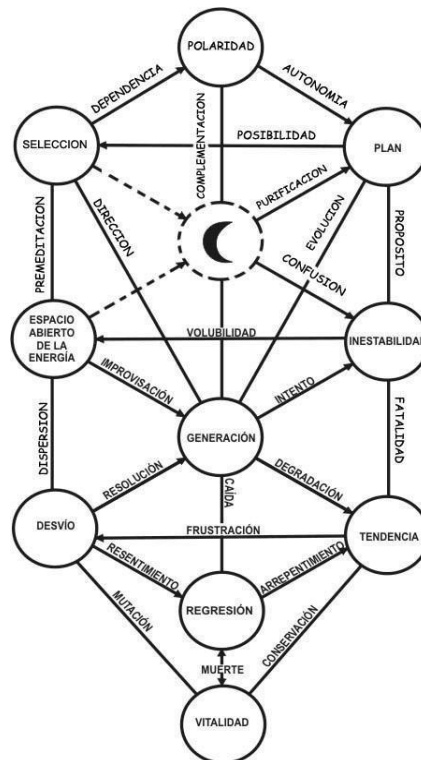 POLARIDAD
DEPENDENCIA
AUTONOMIA
SELECCION
POSIBILIDAD
PLAN
COMPLEMENTACION
PURIFICACION
PREMEDITACION
DIRECCION
EVOLUCION
PROPOSITO
CONFUSION
ESPACIO
ABIERTO
DE LA
ENERGÍA
VOLUBILIDAD
INESTABILIDAD
IMPROVISACIÓN
INTENTO
DISPERSION
GENERACIÓN
FATALIDAD
RESOLUCIÓN
CAÍDA
DEGRADACIÓN
DESVÍO
FRUSTRACIÓN
TENDENCIA
RESENTIMIENTO
ARREPENTIMIENTO
REGRESIÓN
MUTACIÓN
CONSERVACIÓN
MUERTE
VITALIDAD